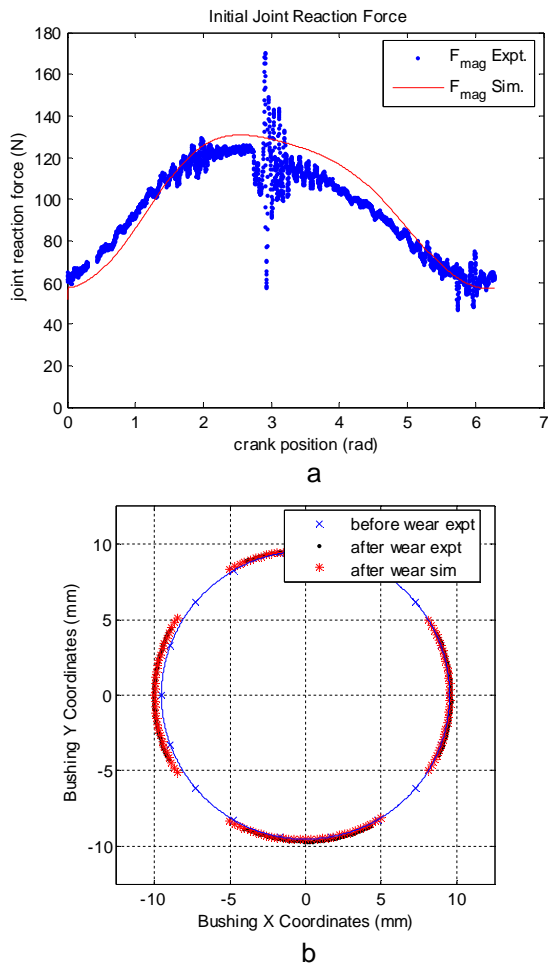 Initial Joint Reaction Force
180
160
140
120
100
80
60
40
20
0
joint reaction force (N)
F_mag Expt.
F_mag Sim.
0 1 2 3 4 5 6 7
crank position (rad)
a
before wear expt
after wear expt
after wear sim
10
5
0
-5
-10
Bushing Y Coordinates (mm)
-10 -5 0 5 10
Bushing X Coordinates (mm)
b